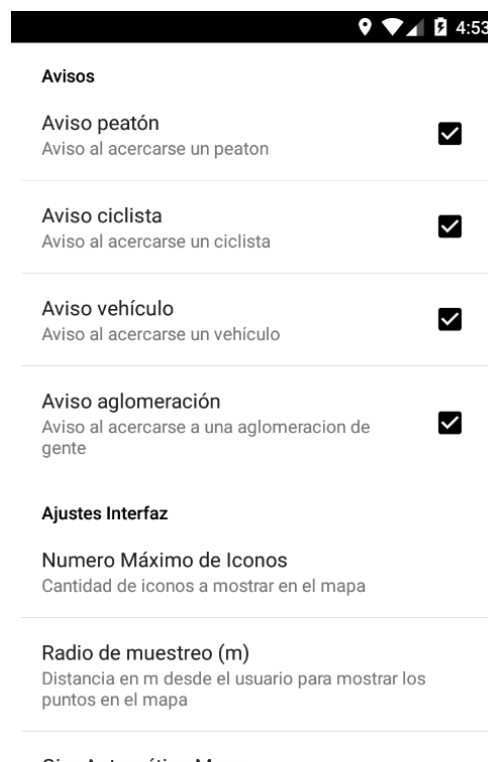 4:53
Avisos
Aviso peatón
Aviso al acercarse un peaton
Aviso ciclista
Aviso al acercarse un ciclista
Aviso vehículo
Aviso al acercarse un vehículo
Aviso aglomeración
Aviso al acercarse a una aglomeracion de
gente
Ajustes Interfaz
Numero Máximo de Iconos
Cantidad de iconos a mostrar en el mapa
Radio de muestreo (m)
Distancia en m desde el usuario para mostrar los
puntos en el mapa